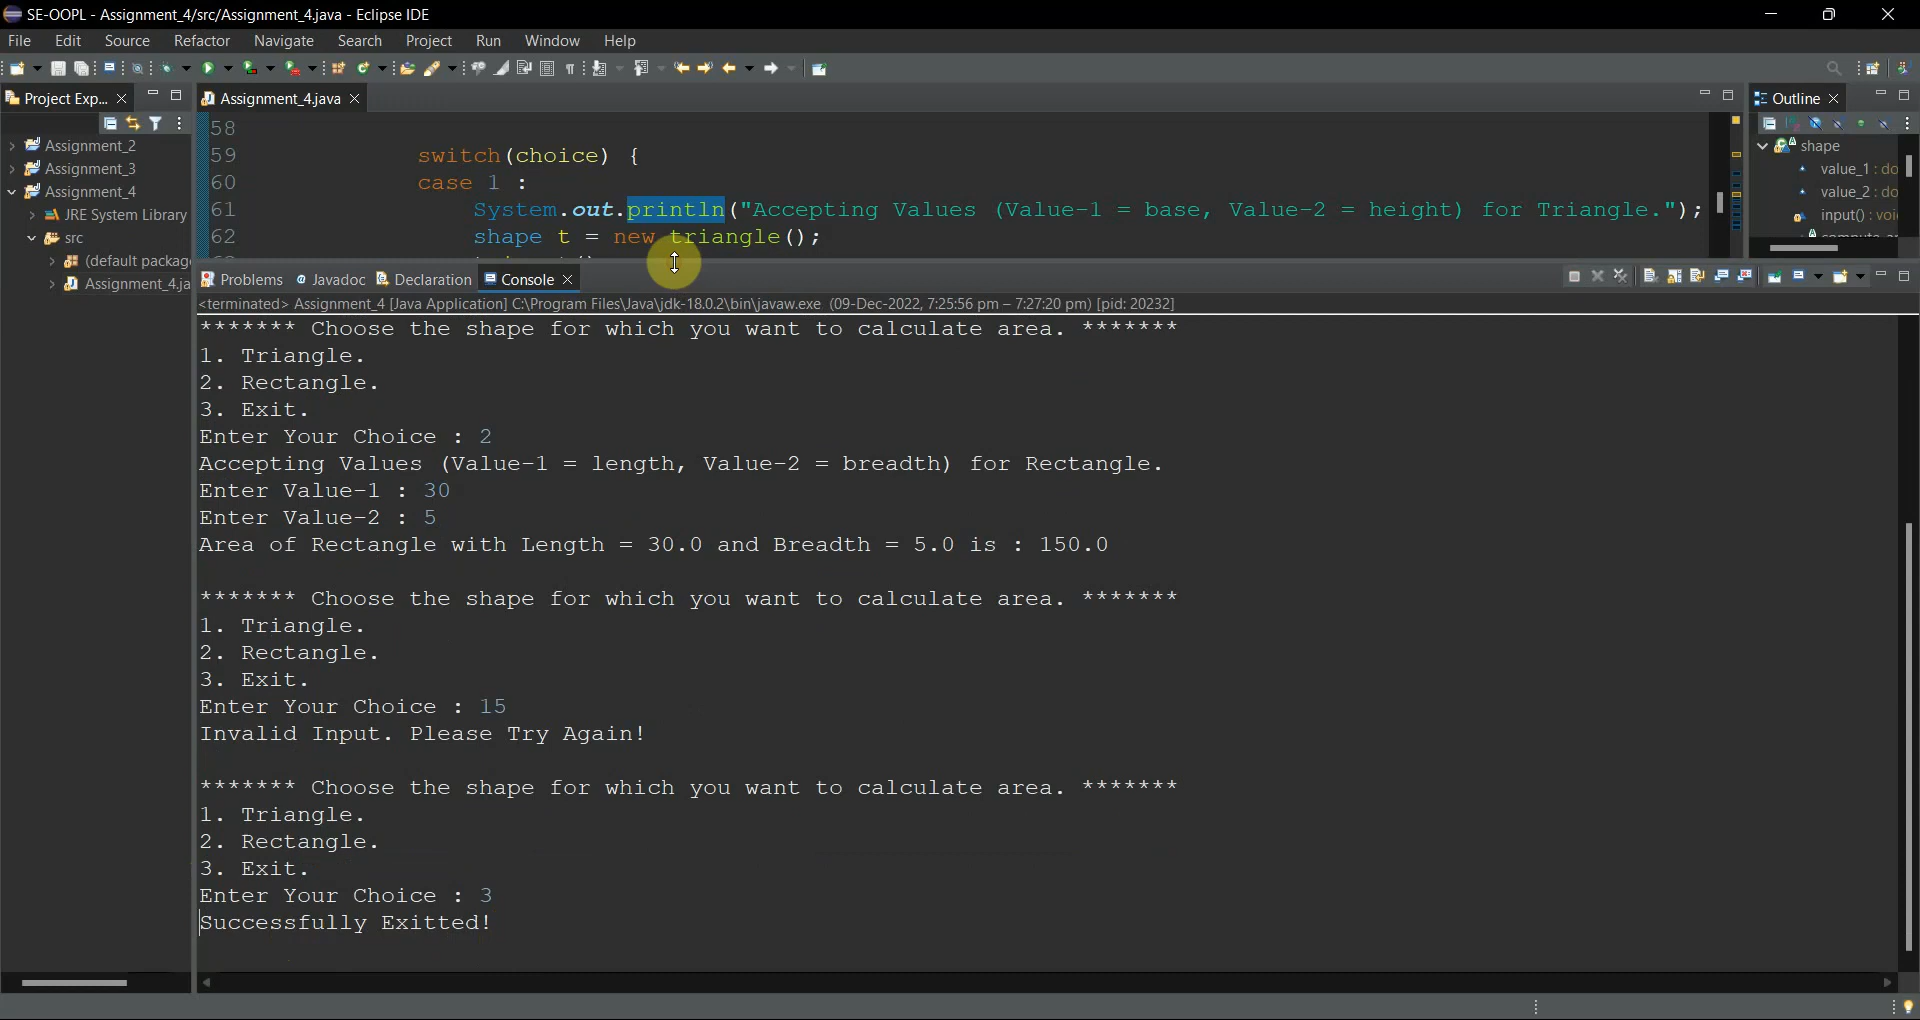 SE-OOPL - Assignment_4/src/Assignment_4.java - Eclipse IDE
File Edit Source Refactor Navigate Search Project Run Window Help
Project Exp...
Assignment_4.java
Outline
Assignment_2
Assignment_3
Assignment_4
JRE System Library
src
(default packag
Assignment_4.ja
58
59 switch(choice) {
60 case 1 :
61 System.out.println("Accepting Values (Value-1 = base, Value-2 = height) for Triangle.");
62 shape t = new triangle();
shape
value_1 : do
value_2 : do
input() : voi
Problems Javadoc Declaration Console
<terminated> Assignment_4 [Java Application] C:\Program Files\Java\jdk-18.0.2\bin\javaw.exe (09-Dec-2022, 7:25:56 pm – 7:27:20 pm) [pid: 20232]
******* Choose the shape for which you want to calculate area. *******
1. Triangle.
2. Rectangle.
3. Exit.
Enter Your Choice : 2
Accepting Values (Value-1 = length, Value-2 = breadth) for Rectangle.
Enter Value-1 : 30
Enter Value-2 : 5
Area of Rectangle with Length = 30.0 and Breadth = 5.0 is : 150.0
******* Choose the shape for which you want to calculate area. *******
1. Triangle.
2. Rectangle.
3. Exit.
Enter Your Choice : 15
Invalid Input. Please Try Again!
******* Choose the shape for which you want to calculate area. *******
1. Triangle.
2. Rectangle.
3. Exit.
Enter Your Choice : 3
Successfully Exitted!